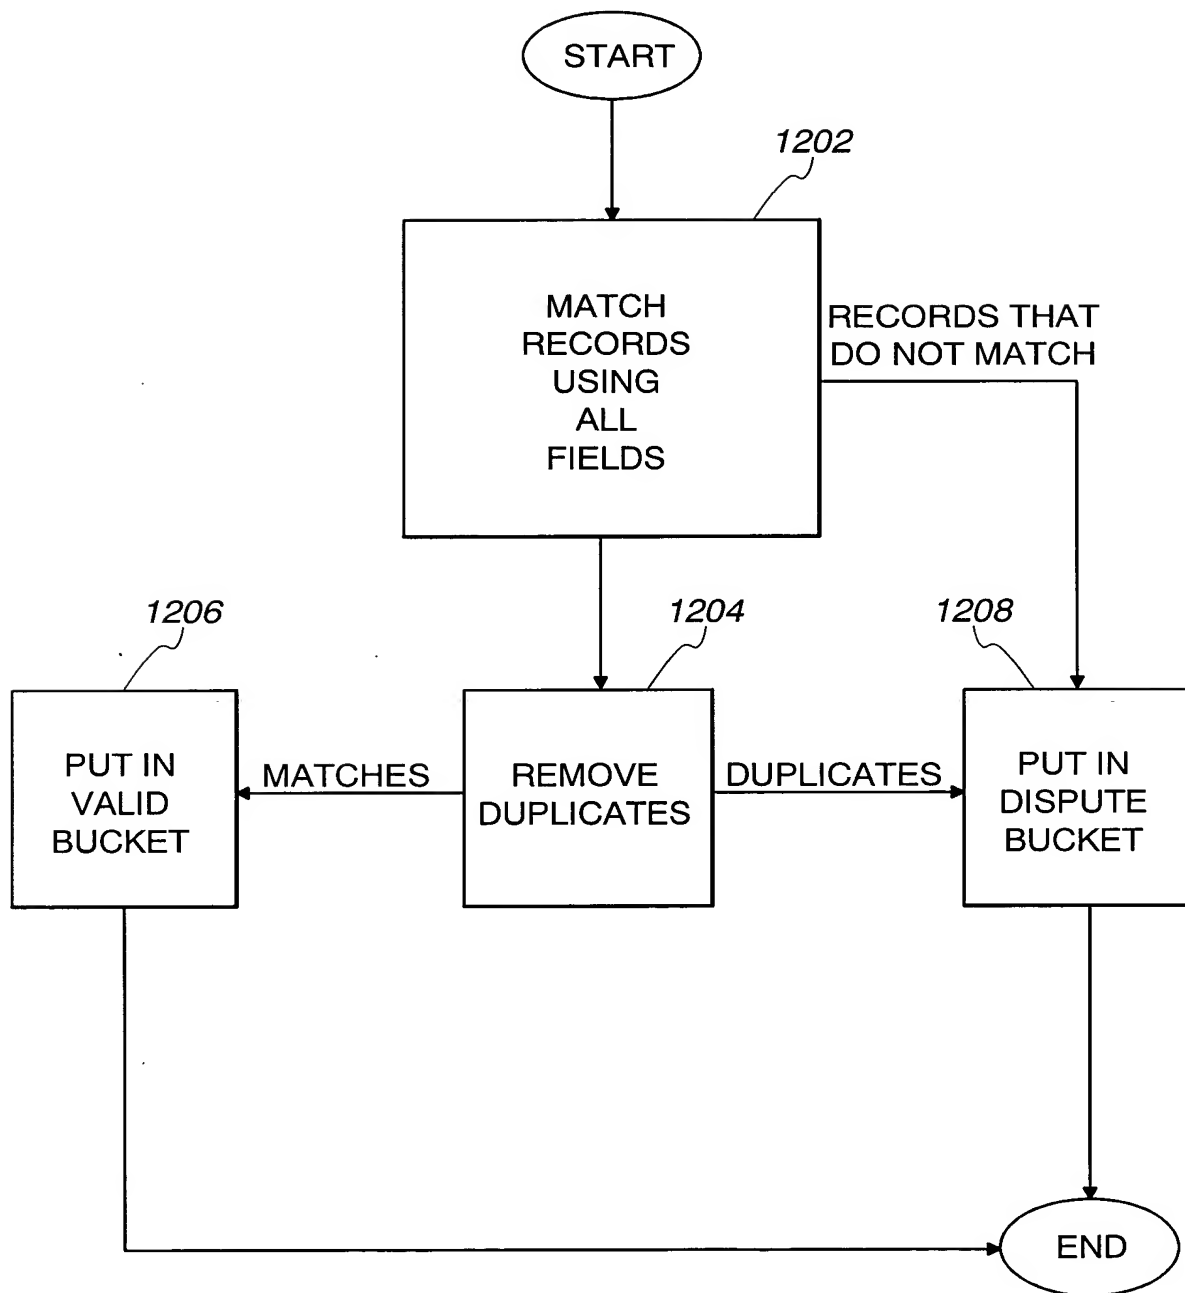 START
1202
MATCH
RECORDS
USING
ALL
FIELDS
RECORDS THAT
DO NOT MATCH
1206
1204
1208
PUT IN
VALID
BUCKET
MATCHES
REMOVE
DUPLICATES
DUPLICATES
PUT IN
DISPUTE
BUCKET
END